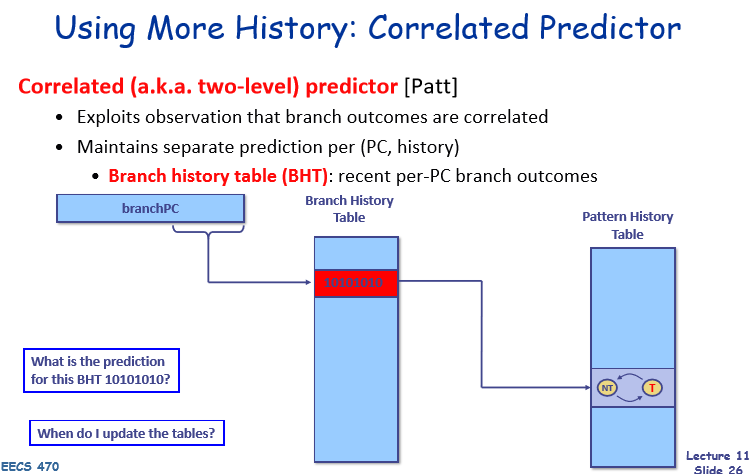 Using More History: Correlated Predictor
Correlated (a.k.a. two-level) predictor [Patt]
• Exploits observation that branch outcomes are correlated
• Maintains separate prediction per (PC, history)
• Branch history table (BHT): recent per-PC branch outcomes
branchPC
Branch History
Table
Pattern History
Table
10101010
NT
T
What is the prediction
for this BHT 10101010?
When do I update the tables?
EECS 470
Lecture 11
Slide 26